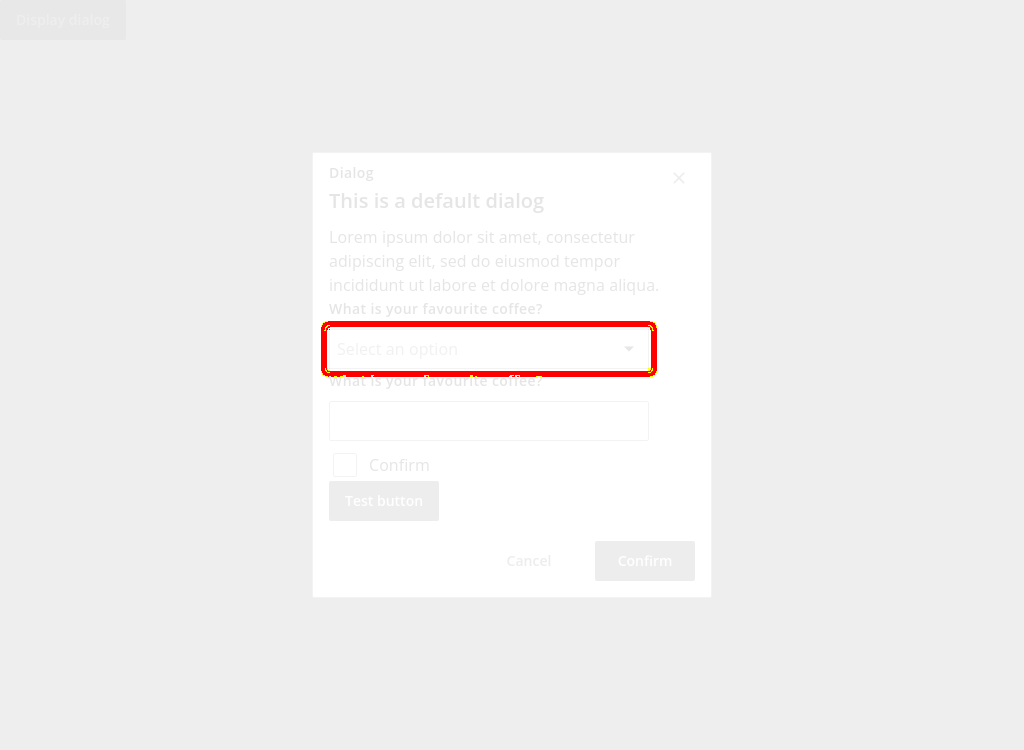 Display dialog
Dialog
This is a default dialog
Lorem ipsum dolor sit amet, consectetur
adipiscing elit, sed do eiusmod tempor
incididunt ut labore et dolore magna aliqua.
What is your favourite coffee?
Select an option
What is your favourite coffee?
Confirm
Test button
Cancel
Confirm